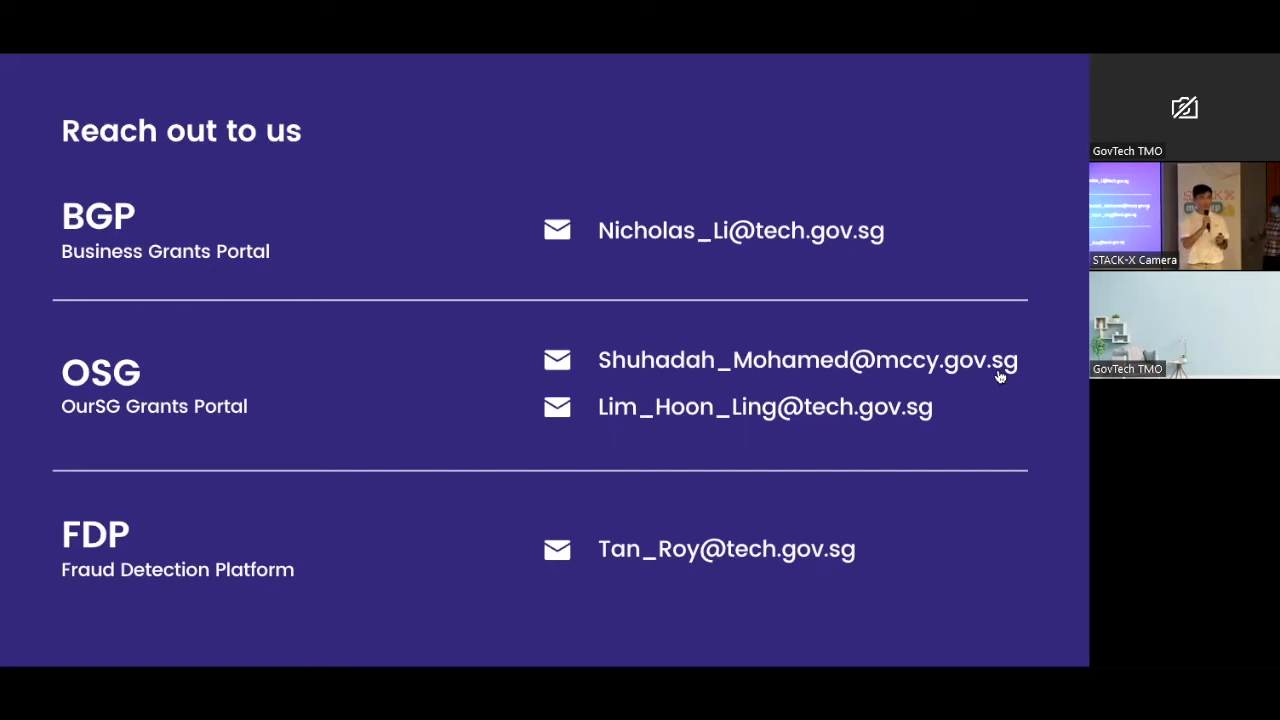 Reach out to us
BGP
Business Grants Portal
Nicholas_Li@tech.gov.sg
OSG
OurSG Grants Portal
Shuhadah_Mohamed@mccy.gov.sg
Lim_Hoon_Ling@tech.gov.sg
FDP
Fraud Detection Platform
Tan_Roy@tech.gov.sg
GovTech TMO
STACK-X Camera
GovTech TMO